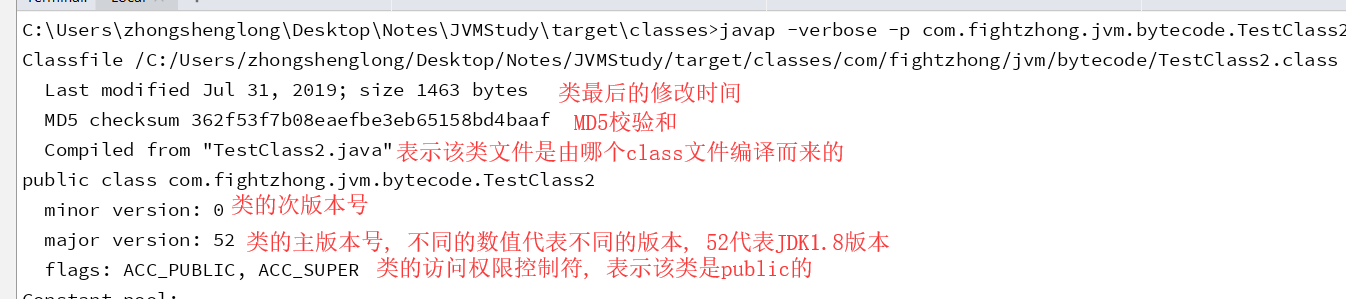 C:\Users\zhongshenglong\Desktop\Notes\JVMStudy\target\classes>javap -verbose -p com.fightzhong.jvm.bytecode.TestClass2
Classfile /C:/Users/zhongshenglong/Desktop/Notes/JVMStudy/target/classes/com/fightzhong/jvm/bytecode/TestClass2.class
Last modified Jul 31, 2019; size 1463 bytes 类最后的修改时间
MD5 checksum 362f53f7b08eaefbe3eb65158bd4baaf MD5校验和
Compiled from "TestClass2.java" 表示该类文件是由哪个class文件编译而来的
public class com.fightzhong.jvm.bytecode.TestClass2
minor version: 0 类的次版本号
major version: 52 类的主版本号, 不同的数值代表不同的版本, 52代表JDK1.8版本
flags: ACC_PUBLIC, ACC_SUPER 类的访问权限控制符, 表示该类是public的
Constant pool: